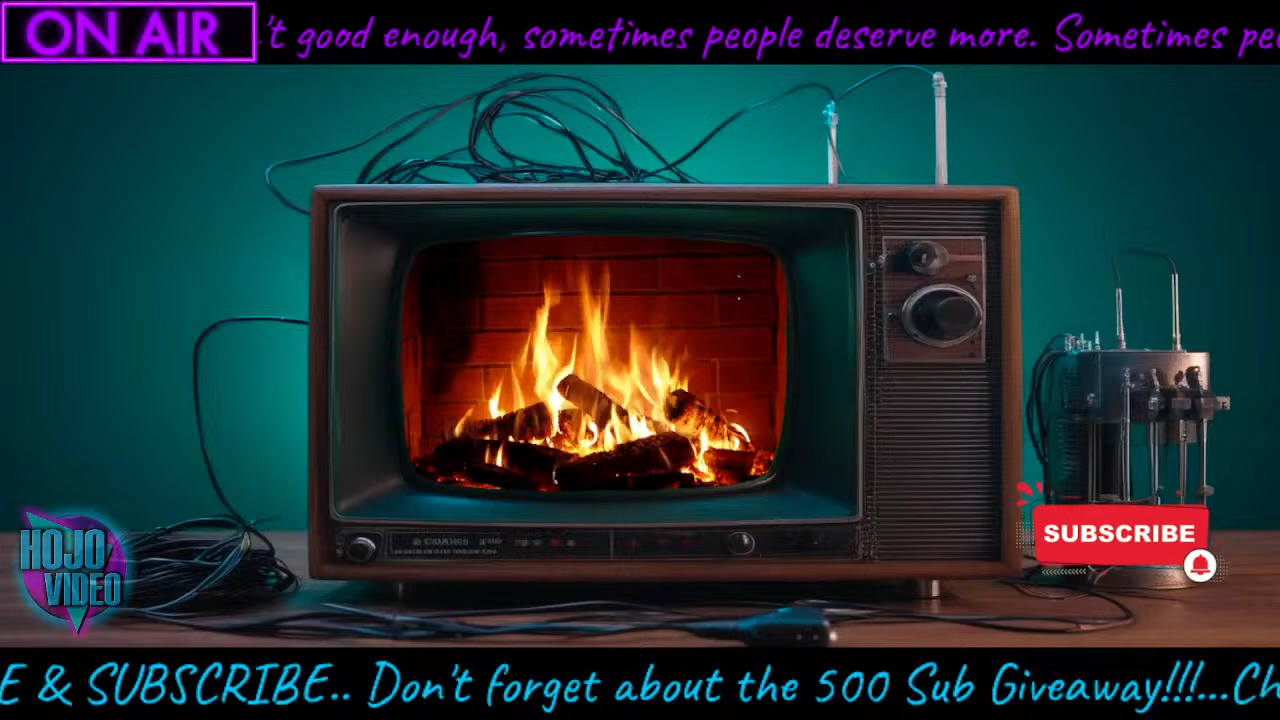 ON AIR
't good enough, sometimes people deserve more. Sometimes pe
HOJO
VIDEO
SUBSCRIBE
E & SUBSCRIBE.. Don't forget about the 500 Sub Giveaway!!!...Ch